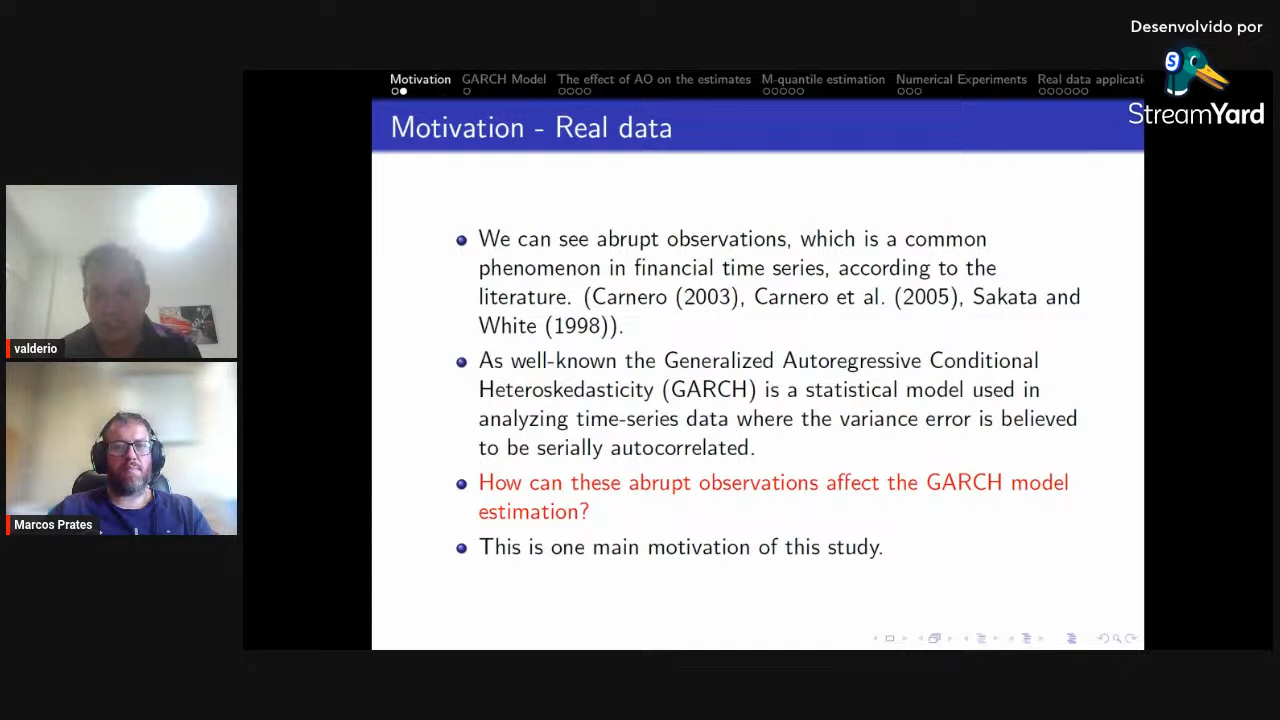 Desenvolvido por
StreamYard
Motivation GARCH Model The effect of AO on the estimates M-quantile estimation Numerical Experiments Real data applicati
Motivation - Real data
We can see abrupt observations, which is a common
phenomenon in financial time series, according to the
literature. (Carnero (2003), Carnero et al. (2005), Sakata and
White (1998)).
As well-known the Generalized Autoregressive Conditional
Heteroskedasticity (GARCH) is a statistical model used in
analyzing time-series data where the variance error is believed
to be serially autocorrelated.
How can these abrupt observations affect the GARCH model
estimation?
This is one main motivation of this study.
valderio
Marcos Prates